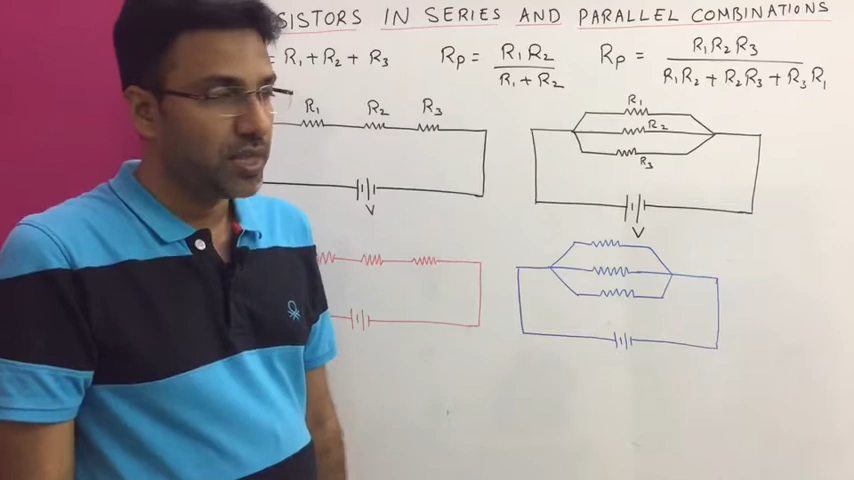 SISTORS IN SERIES AND PARALLEL COMBINATIONS
= R₁ + R₂ + R₃
Rₚ = R₁R₂ / R₁ + R₂
Rₚ = R₁R₂R₃ / R₁R₂ + R₂R₃ + R₃R₁
R₁ R₂ R₃
V
R₁
R₂
R₃
V